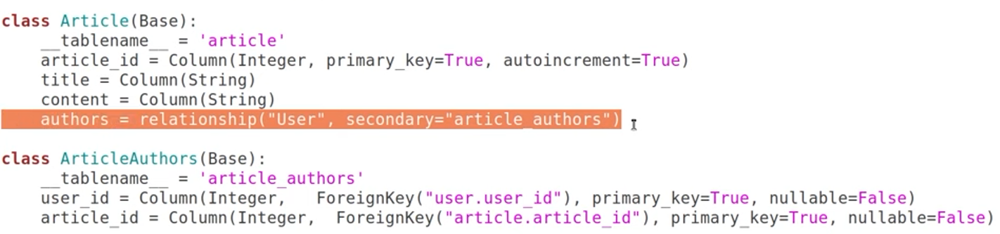 class Article(Base):
    __tablename__ = 'article'
    article_id = Column(Integer, primary_key=True, autoincrement=True)
    title = Column(String)
    content = Column(String)
    authors = relationship("User", secondary="article_authors")
class ArticleAuthors(Base):
    __tablename__ = 'article_authors'
    user_id = Column(Integer,   ForeignKey("user.user_id"), primary_key=True, nullable=False)
    article_id = Column(Integer,  ForeignKey("article.article_id"), primary_key=True, nullable=False)